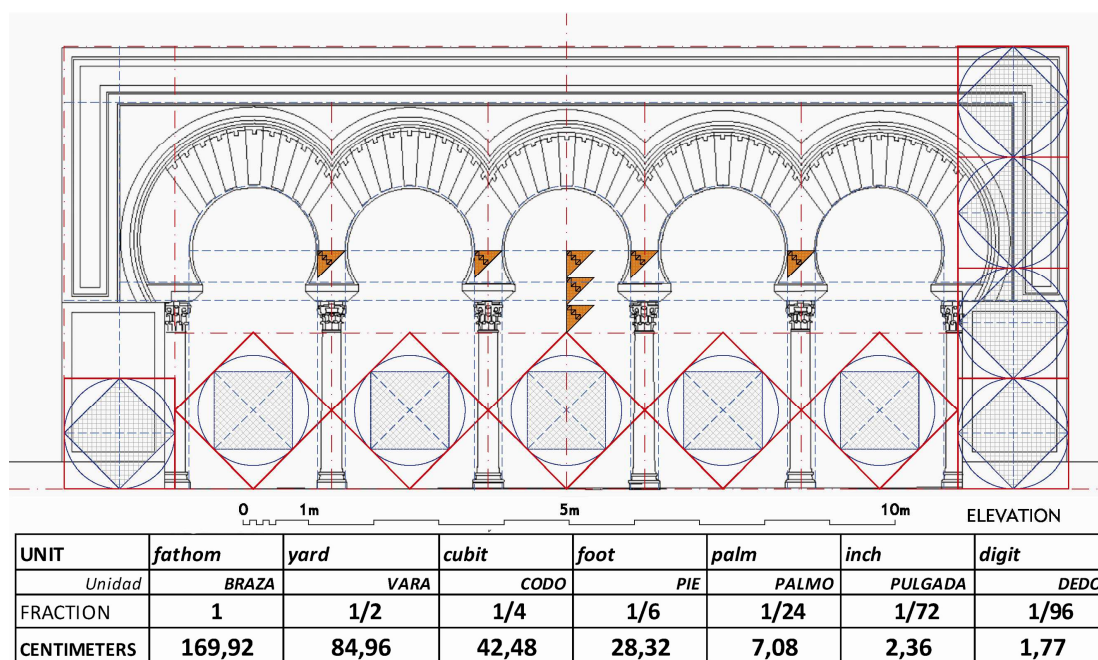 0 1m 5m 10m
ELEVATION
UNIT fathom yard cubit foot palm inch digit
Unidad BRAZA VARA CODO PIE PALMO PULGADA DEDO
FRACTION 1 1/2 1/4 1/6 1/24 1/72 1/96
CENTIMETERS 169,92 84,96 42,48 28,32 7,08 2,36 1,77